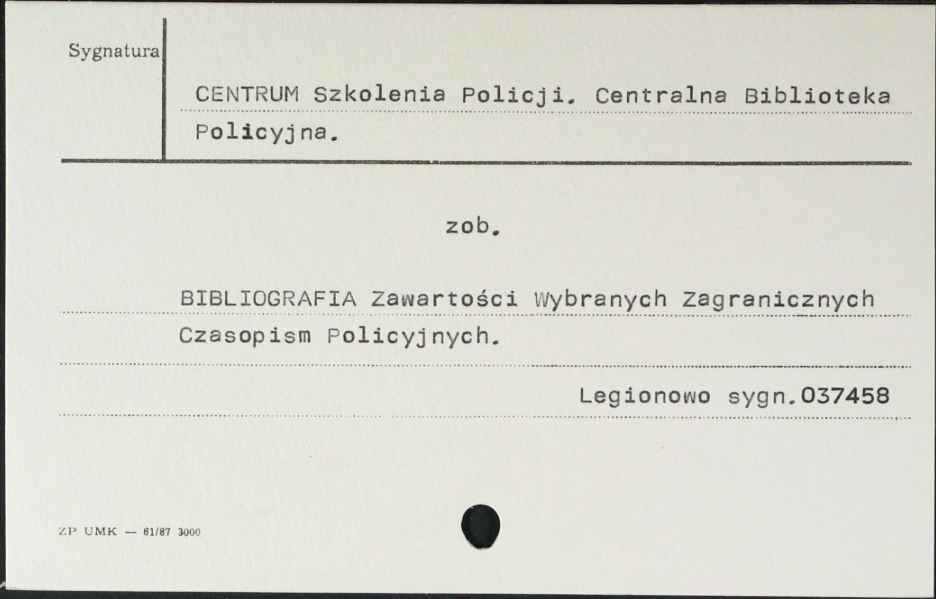 Sygnatura
CENTRUM Szkolenia Policji. Centralna Biblioteka
Policyjna.
zob.
BIBLIOGRAFIA Zawartości Wybranych Zagranicznych
Czasopism Policyjnych.
Legionowo sygn.037458
ZP UMK — 61/87 3000